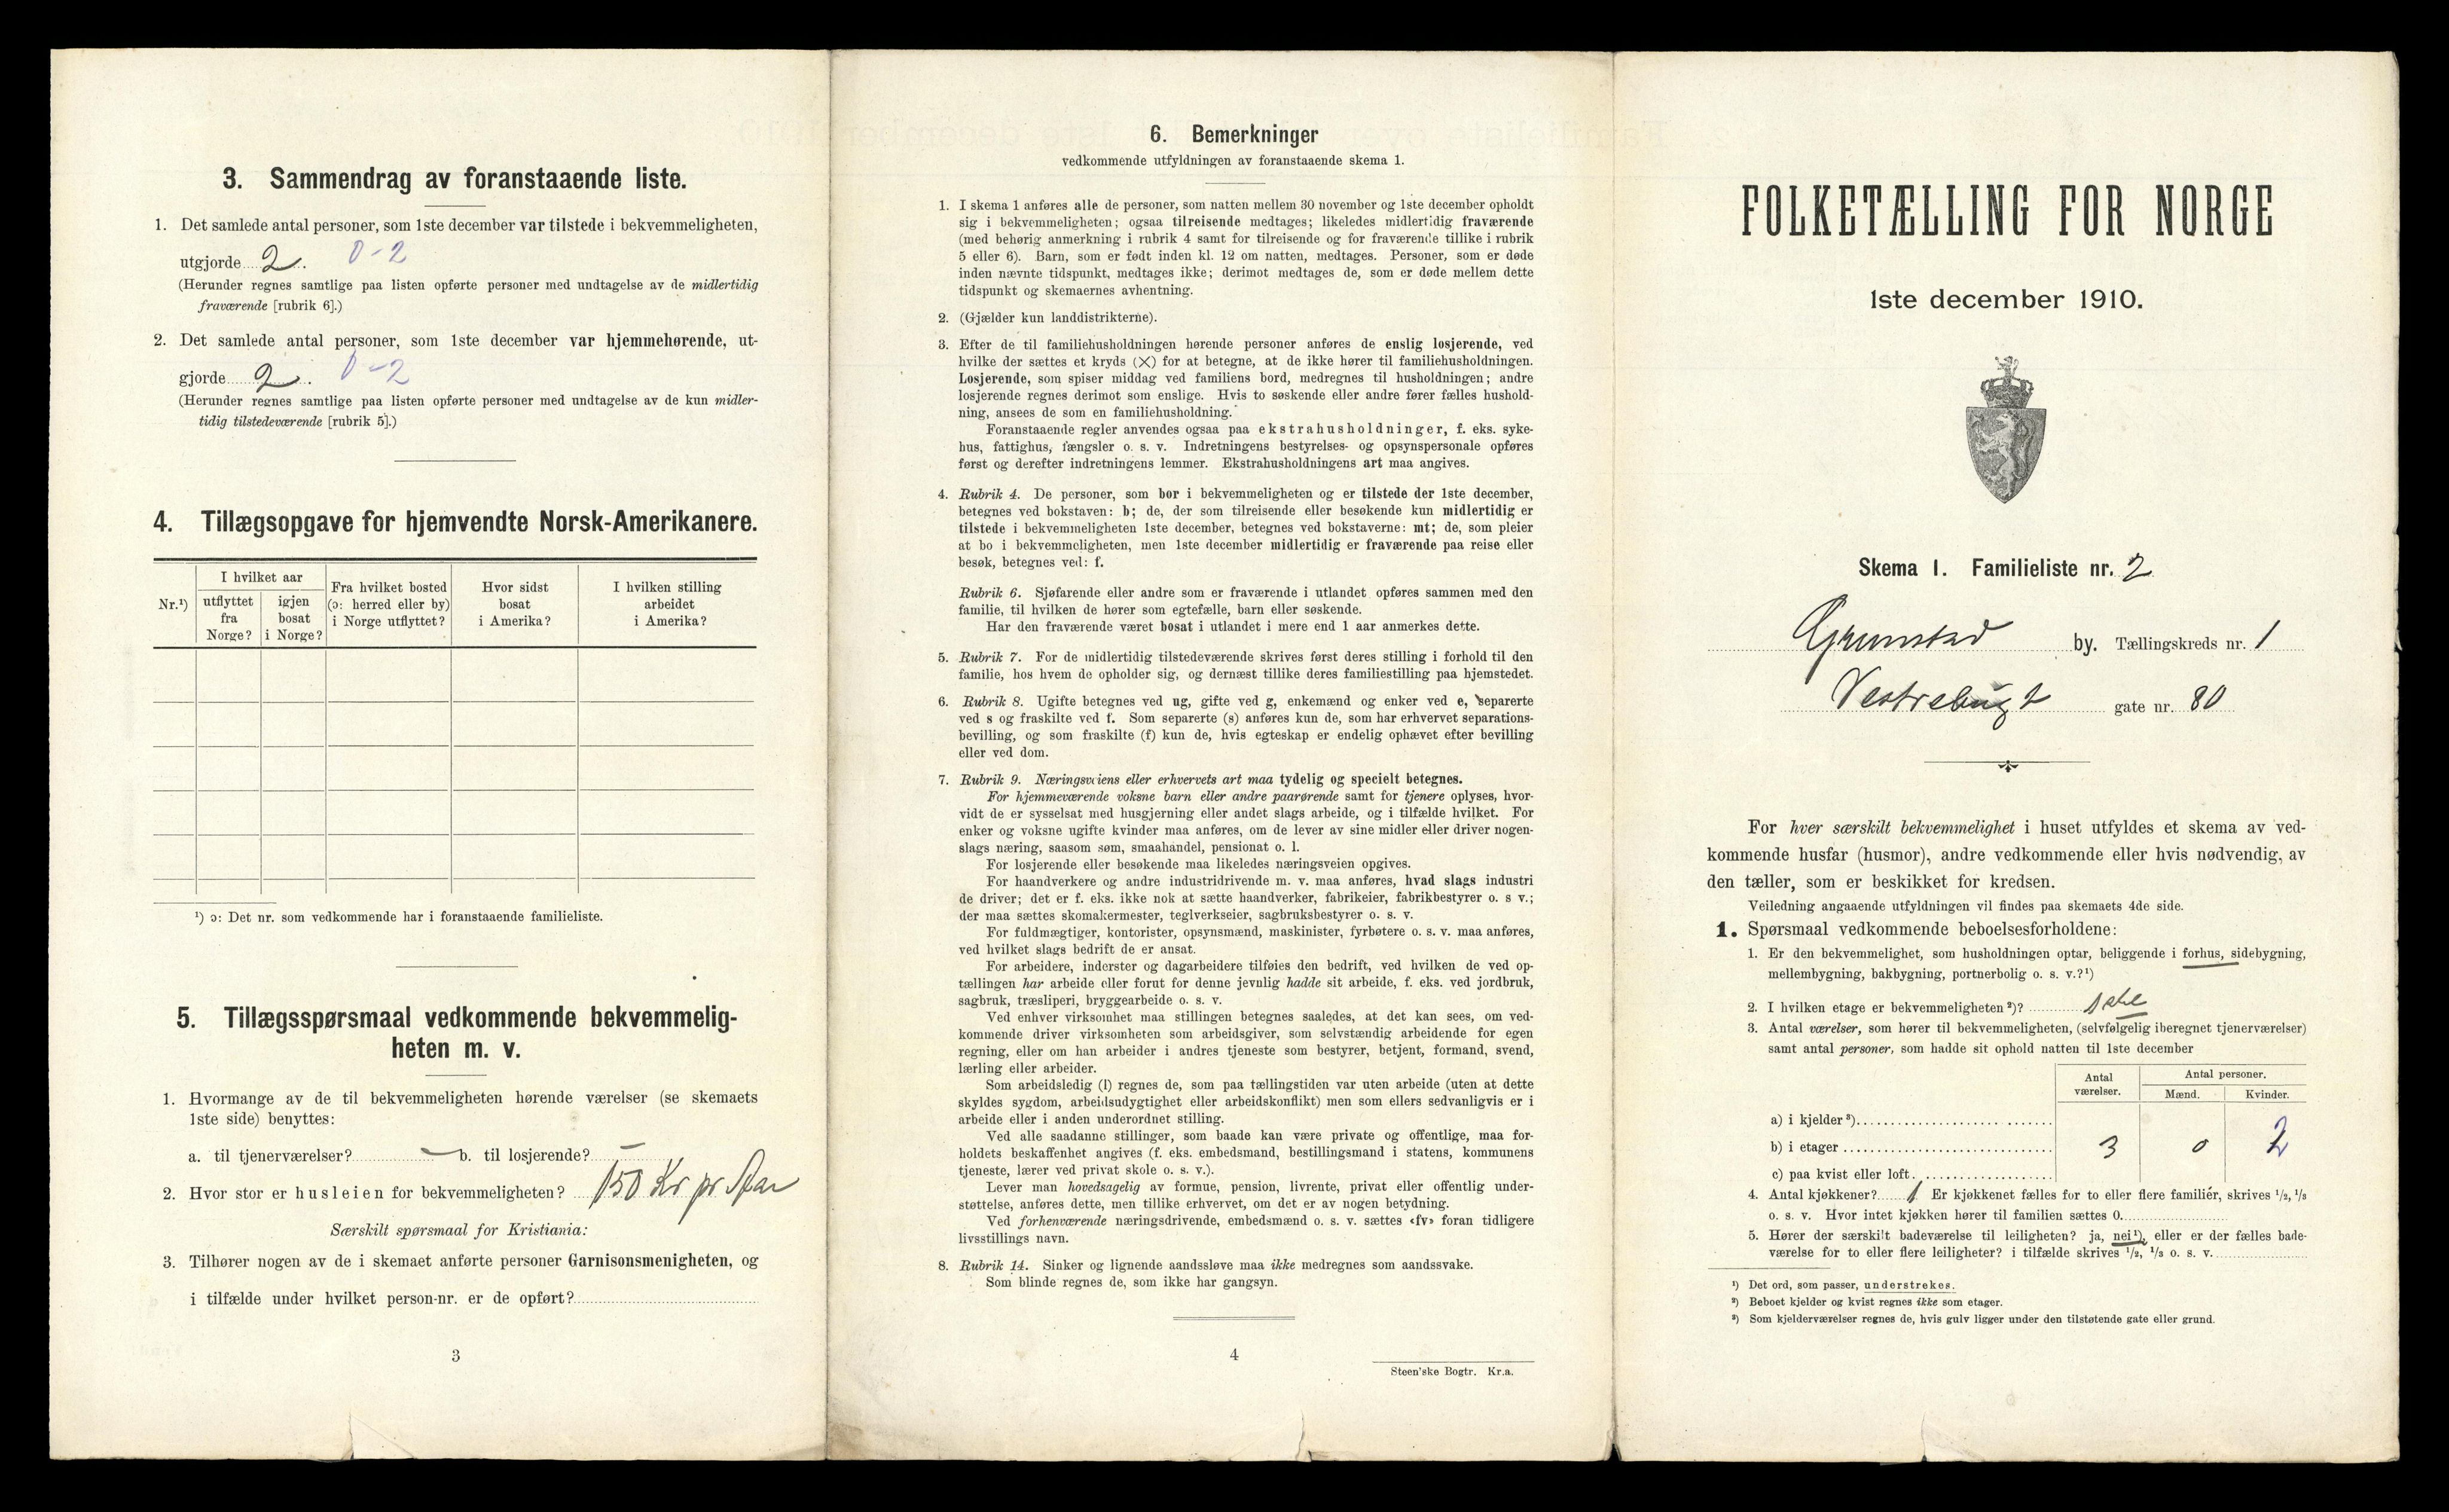 3. Sammendrag av foranstaaende liste.
1. Det samlede antal personer, som 1ste december var tilstede i bekvemmeligheten,
utgjorde 2. 0-2
(Herunder regnes samtlige paa listen opførte personer med undtagelse av de midlertidig
fraværende [rubrik 6].)
2. Det samlede antal personer, som 1ste december var hjemmehørende, ut-
gjorde 2. 0-2
(Herunder regnes samtlige paa listen opførte personer med undtagelse av de kun midler-
tidig tilstedeværende [rubrik 5].)
4. Tillægsopgave for hjemvendte Norsk-Amerikanere.
Nr.¹)
I hvilket aar
utflyttet fra Norge?
igjen bosat i Norge?
Fra hvilket bosted (ɔ: herred eller by) i Norge utflyttet?
Hvor sidst bosat i Amerika?
I hvilken stilling arbeidet i Amerika?
¹) ɔ: Det nr. som vedkommende har i foranstaaende familieliste.
5. Tillægsspørsmaal vedkommende bekvemmelig-
heten m. v.
1. Hvormange av de til bekvemmeligheten hørende værelser (se skemaets
1ste side) benyttes:
a. til tjenerværelser? — b. til losjerende? —
2. Hvor stor er husleien for bekvemmeligheten? 150 Kr pr Aar
Særskilt spørsmaal for Kristiania:
3. Tilhører nogen av de i skemaet anførte personer Garnisonsmenigheten, og
i tilfælde under hvilket person-nr. er de opført?
3
6. Bemerkninger
vedkommende utfyldningen av foranstaaende skema 1.
1. I skema 1 anføres alle de personer, som natten mellem 30 november og 1ste december opholdt
sig i bekvemmeligheten; ogsaa tilreisende medtages; likeledes midlertidig fraværende
(med behørig anmerkning i rubrik 4 samt for tilreisende og for fraværende tillike i rubrik
5 eller 6). Barn, som er født inden kl. 12 om natten, medtages. Personer, som er døde
inden nævnte tidspunkt, medtages ikke; derimot medtages de, som er døde mellem dette
tidspunkt og skemaernes avhentning.
2. (Gjælder kun landdistrikterne).
3. Efter de til familiehusholdningen hørende personer anføres de enslig losjerende, ved
hvilke der sættes et kryds (×) for at betegne, at de ikke hører til familiehusholdningen.
Losjerende, som spiser middag ved familiens bord, medregnes til husholdningen; andre
losjerende regnes derimot som enslige. Hvis to søskende eller andre fører fælles hushold-
ning, ansees de som en familiehusholdning.
Foranstaaende regler anvendes ogsaa paa ekstrahusholdninger, f. eks. syke-
hus, fattighus, fængsler o. s. v. Indretningens bestyrelses- og opsynspersonale opføres
først og derefter indretningens lemmer. Ekstrahusholdningens art maa angives.
4. Rubrik 4. De personer, som bor i bekvemmeligheten og er tilstede der 1ste december,
betegnes ved bokstaven: b; de, der som tilreisende eller besøkende kun midlertidig er
tilstede i bekvemmeligheten 1ste december, betegnes ved bokstaverne: mt; de, som pleier
at bo i bekvemmeligheten, men 1ste december midlertidig er fraværende paa reise eller
besøk, betegnes ved: f.
Rubrik 6. Sjøfarende eller andre som er fraværende i utlandet opføres sammen med den
familie, til hvilken de hører som egtefælle, barn eller søskende.
Har den fraværende været bosat i utlandet i mere end 1 aar anmerkes dette.
5. Rubrik 7. For de midlertidig tilstedeværende skrives først deres stilling i forhold til den
familie, hos hvem de opholder sig, og dernæst tillike deres familiestilling paa hjemstedet.
6. Rubrik 8. Ugifte betegnes ved ug, gifte ved g, enkemænd og enker ved e, separerte
ved s og fraskilte ved f. Som separerte (s) anføres kun de, som har erhvervet separations-
bevilling, og som fraskilte (f) kun de, hvis egteskap er endelig ophævet efter bevilling
eller ved dom.
7. Rubrik 9. Næringsveiens eller erhvervets art maa tydelig og specielt betegnes.
For hjemmeværende voksne barn eller andre paarørende samt for tjenere oplyses, hvor-
vidt de er sysselsat med husgjerning eller andet slags arbeide, og i tilfælde hvilket. For
enker og voksne ugifte kvinder maa anføres, om de lever av sine midler eller driver nogen-
slags næring, saasom søm, smaahandel, pensionat o. l.
For losjerende eller besøkende maa likeledes næringsveien opgives.
For haandverkere og andre industridrivende m. v. maa anføres, hvad slags industri
de driver; det er f. eks. ikke nok at sætte haandverker, fabrikeier, fabrikbestyrer o. s v.;
der maa sættes skomakermester, teglverkseier, sagbruksbestyrer o. s. v.
For fuldmægtiger, kontorister, opsynsmænd, maskinister, fyrbøtere o. s. v. maa anføres,
ved hvilket slags bedrift de er ansat.
For arbeidere, inderster og dagarbeidere tilføies den bedrift, ved hvilken de ved op-
tællingen har arbeide eller forut for denne jevnlig hadde sit arbeide, f. eks. ved jordbruk,
sagbruk, træsliperi, bryggearbeide o. s. v.
Ved enhver virksomhet maa stillingen betegnes saaledes, at det kan sees, om ved-
kommende driver virksomheten som arbeidsgiver, som selvstændig arbeidende for egen
regning, eller om han arbeider i andres tjeneste som bestyrer, betjent, formand, svend,
lærling eller arbeider.
Som arbeidsledig (l) regnes de, som paa tællingstiden var uten arbeide (uten at dette
skyldes sygdom, arbeidsudygtighet eller arbeidskonflikt) men som ellers sedvanligvis er i
arbeide eller i anden underordnet stilling.
Ved alle saadanne stillinger, som baade kan være private og offentlige, maa for-
holdets beskaffenhet angives (f. eks. embedsmand, bestillingsmand i statens, kommunens
tjeneste, lærer ved privat skole o. s. v.).
Lever man hovedsagelig av formue, pension, livrente, privat eller offentlig under-
støttelse, anføres dette, men tillike erhvervet, om det er av nogen betydning.
Ved forhenværende næringsdrivende, embedsmænd o. s. v. sættes «fv» foran tidligere
livsstillings navn.
8. Rubrik 14. Sinker og lignende aandssløve maa ikke medregnes som aandssvake.
Som blinde regnes de, som ikke har gangsyn.
4
Steen'ske Bogtr. Kr.a.
FOLKETÆLLING FOR NORGE
1ste december 1910.
Skema 1. Familieliste nr. 2
Grimstad by. Tællingskreds nr. 1
Vestrebugt gate nr. 80
For hver særskilt bekvemmelighet i huset utfyldes et skema av ved-
kommende husfar (husmor), andre vedkommende eller hvis nødvendig, av
den tæller, som er beskikket for kredsen.
Veiledning angaaende utfyldningen vil findes paa skemaets 4de side.
1. Spørsmaal vedkommende beboelsesforholdene:
1. Er den bekvemmelighet, som husholdningen optar, beliggende i forhus, sidebygning,
mellembygning, bakbygning, portnerbolig o. s. v.?¹)
2. I hvilken etage er bekvemmeligheten²)? 1ste
3. Antal værelser, som hører til bekvemmeligheten, (selvfølgelig iberegnet tjenerværelser)
samt antal personer, som hadde sit ophold natten til 1ste december
Antal værelser. Antal personer.
Mænd. Kvinder.
a) i kjelder³)
b) i etager 3 0 2
c) paa kvist eller loft
4. Antal kjøkkener? 1 Er kjøkkenet fælles for to eller flere familier, skrives 1/2, 1/3
o. s. v. Hvor intet kjøkken hører til familien sættes 0.
5. Hører der særskilt badeværelse til leiligheten? ja, nei¹), eller er der fælles bade-
værelse for to eller flere leiligheter? i tilfælde skrives 1/2, 1/3 o. s. v.
¹) Det ord, som passer, understrekes.
²) Beboet kjelder og kvist regnes ikke som etager.
³) Som kjelderværelser regnes de, hvis gulv ligger under den tilstøtende gate eller grund.